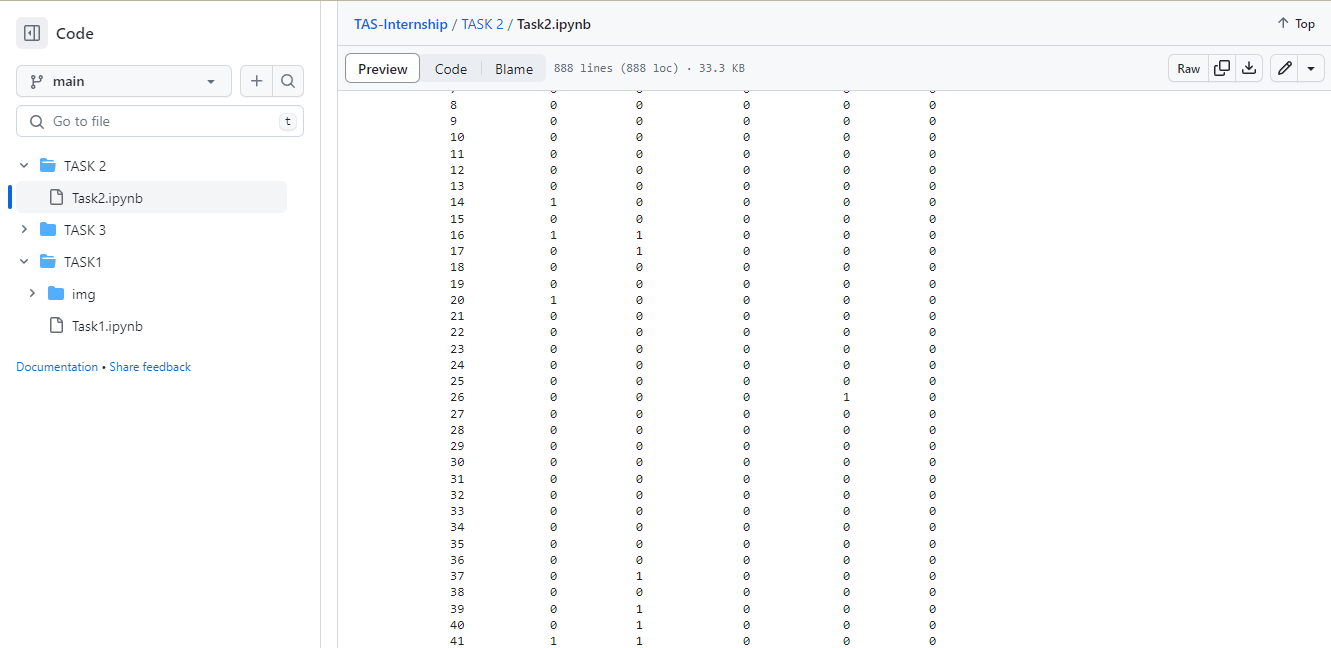 Code
main
Go to file
t
TASK 2
Task2.ipynb
TASK 3
TASK1
img
Task1.ipynb
Documentation • Share feedback
TAS-Internship / TASK 2 / Task2.ipynb
Top
Preview Code Blame 888 lines (888 loc) · 33.3 KB
Raw
8 0 0 0 0 0
9 0 0 0 0 0
10 0 0 0 0 0
11 0 0 0 0 0
12 0 0 0 0 0
13 0 0 0 0 0
14 1 0 0 0 0
15 0 0 0 0 0
16 1 1 0 0 0
17 0 1 0 0 0
18 0 0 0 0 0
19 0 0 0 0 0
20 1 0 0 0 0
21 0 0 0 0 0
22 0 0 0 0 0
23 0 0 0 0 0
24 0 0 0 0 0
25 0 0 0 0 0
26 0 0 0 1 0
27 0 0 0 0 0
28 0 0 0 0 0
29 0 0 0 0 0
30 0 0 0 0 0
31 0 0 0 0 0
32 0 0 0 0 0
33 0 0 0 0 0
34 0 0 0 0 0
35 0 0 0 0 0
36 0 0 0 0 0
37 0 1 0 0 0
38 0 0 0 0 0
39 0 1 0 0 0
40 0 1 0 0 0
41 1 1 0 0 0